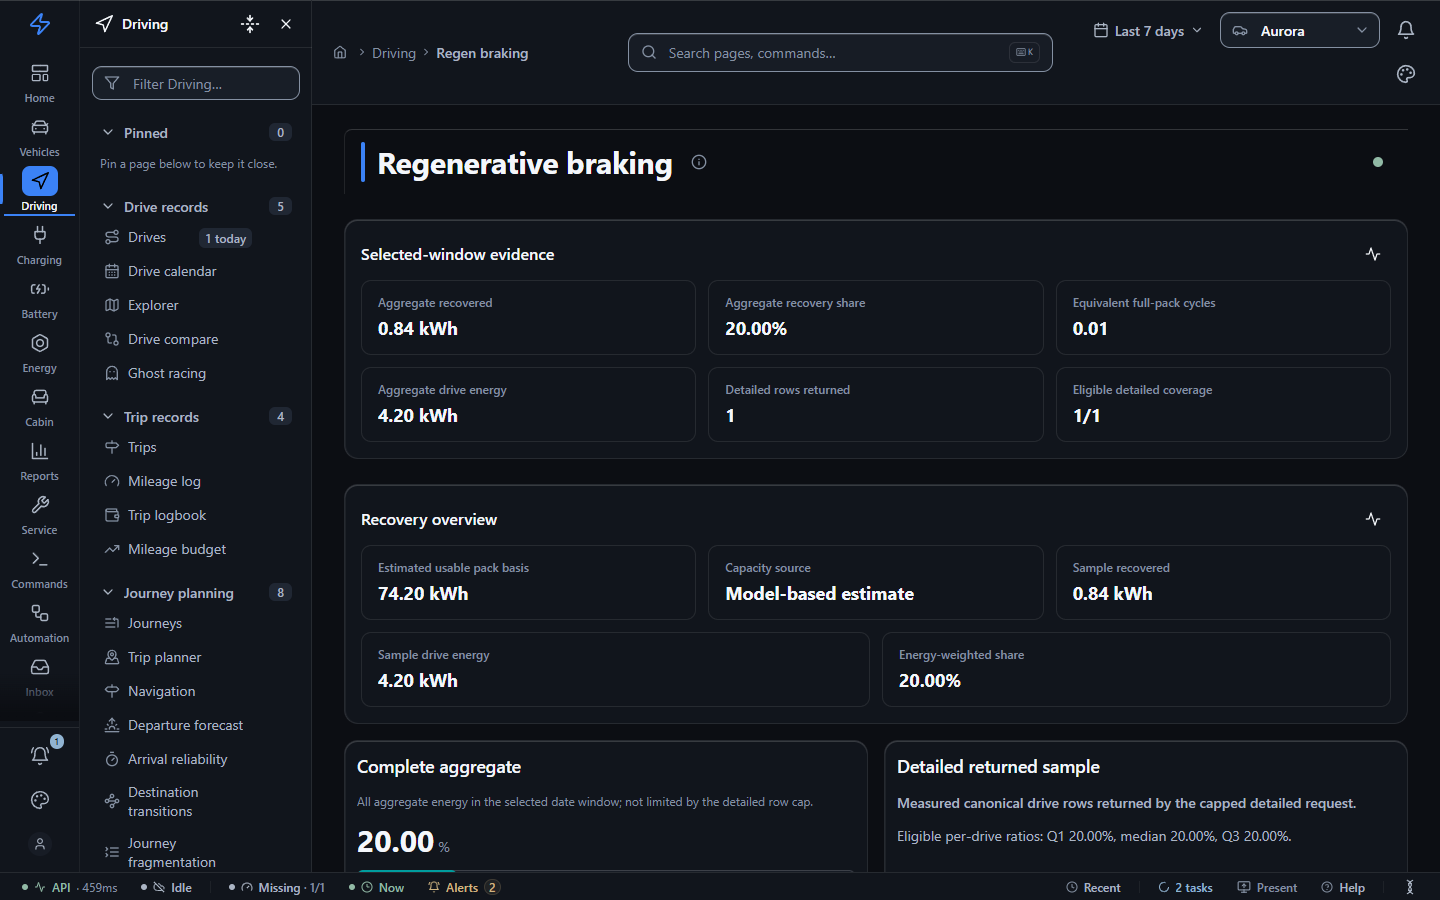 Driving
Filter Driving...
Home
Vehicles
Driving
Charging
Battery
Energy
Cabin
Reports
Service
Commands
Automation
Inbox
1
Pinned 0
Pin a page below to keep it close.
Drive records 5
Drives 1 today
Drive calendar
Explorer
Drive compare
Ghost racing
Trip records 4
Trips
Mileage log
Trip logbook
Mileage budget
Journey planning 8
Journeys
Trip planner
Navigation
Departure forecast
Arrival reliability
Destination
transitions
Journey
fragmentation
Driving
Regen braking
Search pages, commands...
K
Last 7 days
Aurora
Regenerative braking
Selected-window evidence
Aggregate recovered
0.84 kWh
Aggregate recovery share
20.00%
Equivalent full-pack cycles
0.01
Aggregate drive energy
4.20 kWh
Detailed rows returned
1
Eligible detailed coverage
1/1
Recovery overview
Estimated usable pack basis
74.20 kWh
Capacity source
Model-based estimate
Sample recovered
0.84 kWh
Sample drive energy
4.20 kWh
Energy-weighted share
20.00%
Complete aggregate
All aggregate energy in the selected date window; not limited by the detailed row cap.
20.00 %
Detailed returned sample
Measured canonical drive rows returned by the capped detailed request.
Eligible per-drive ratios: Q1 20.00%, median 20.00%, Q3 20.00%.
API · 459ms
Idle
Missing · 1/1
Now
Alerts 2
Recent
2 tasks
Present
Help